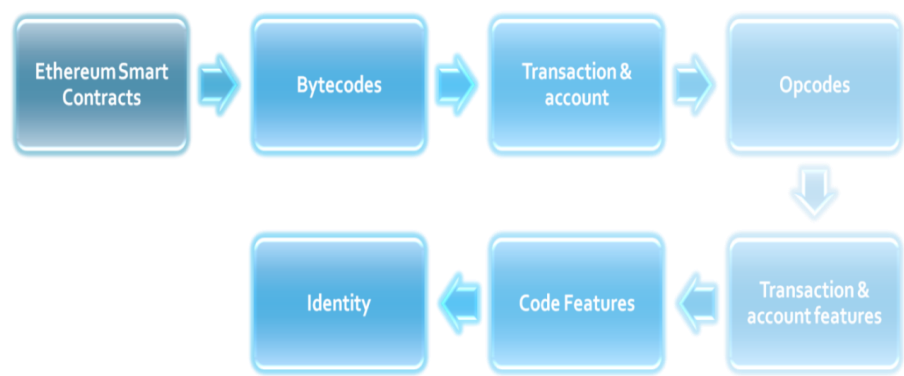 Ethereum Smart
Contracts
Bytecodes
Transaction &
account
Opcodes
Transaction &
account features
Code Features
Identity